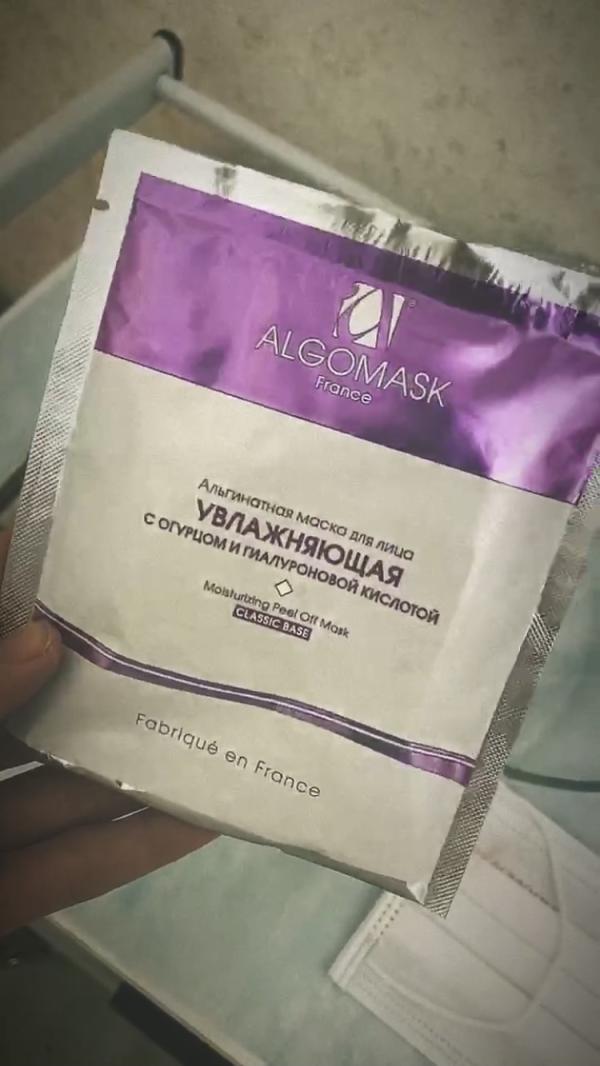 ALGOMASK
France
Альгинатная маска для лица
УВЛАЖНЯЮЩАЯ
С ОГУРЦОМ И ГИАЛУРОНОВОЙ КИСЛОТОЙ
Moisturizing Peel Off Mask
CLASSIC BASE
Fabriqué en France